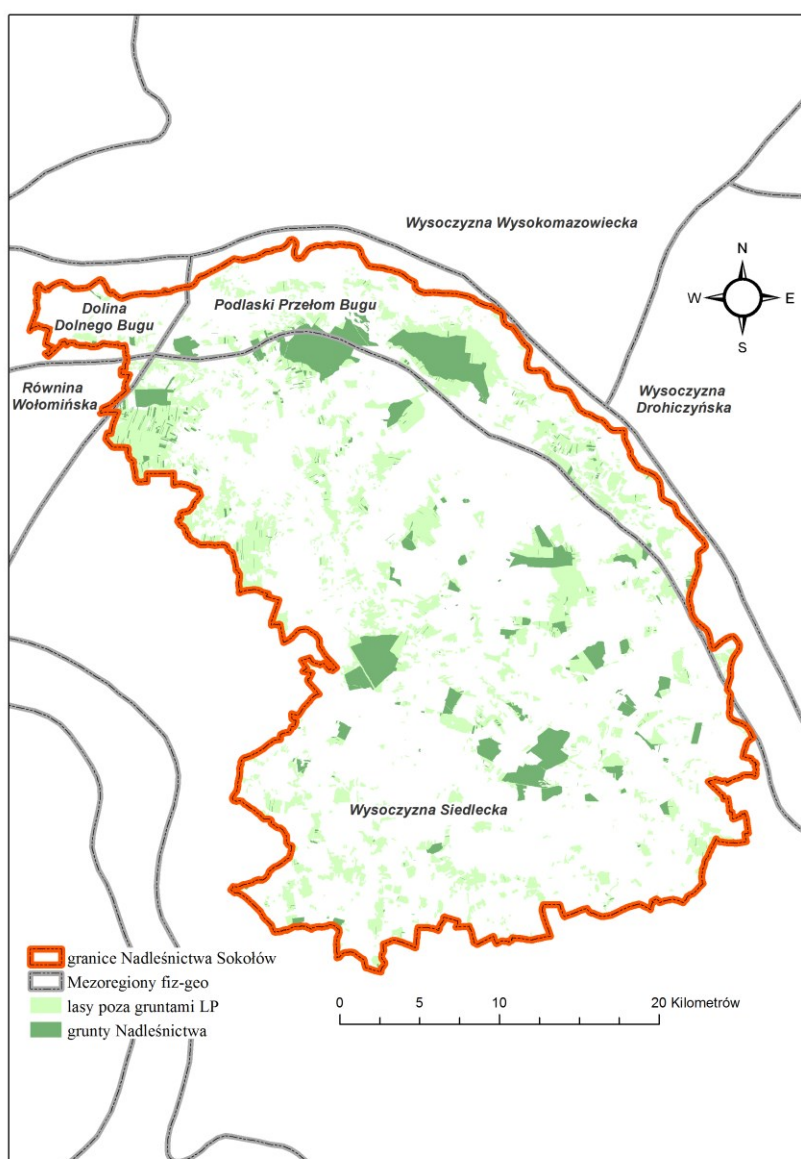 Wysoczyzna Wysokomazowiecka
N
W
E
S
Dolina
Dolnego Bugu
Podlaski Przełom Bugu
Równina
Wołomińska
Wysoczyzna
Drohiczyńska
Wysoczyzna Siedlecka
granice Nadleśnictwa Sokołów
Mezoregiony fiz-geo
lasy poza gruntami LP
grunty Nadleśnictwa
0 5 10 20 Kilometrów